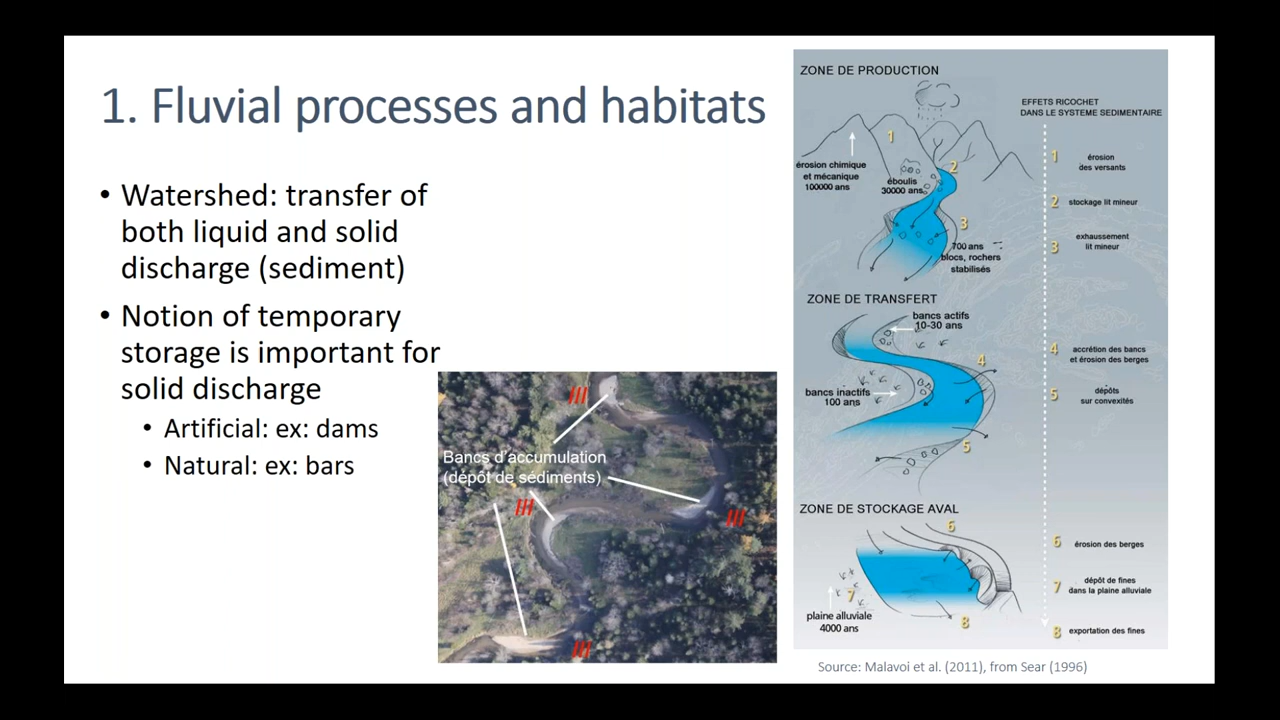 1. Fluvial processes and habitats
• Watershed: transfer of
both liquid and solid
discharge (sediment)
• Notion of temporary
storage is important for
solid discharge
• Artificial: ex: dams
• Natural: ex: bars
Bancs d'accumulation
(dépôt de sédiments)
ZONE DE PRODUCTION
érosion chimique
et mécanique
100000 ans
1
éboulis
30000 ans
2
3
700 ans
blocs, rochers
stabilisés
ZONE DE TRANSFERT
bancs actifs
10-30 ans
4
bancs inactifs
100 ans
5
ZONE DE STOCKAGE AVAL
6
7
plaine alluviale
4000 ans
8
EFFETS RICOCHET
DANS LE SYSTEME SEDIMENTAIRE
1 érosion
des versants
2 stockage lit mineur
3 exhaussement
lit mineur
4 accrétion des bancs
et érosion des berges
5 dépôts
sur convexités
6 érosion des berges
7 dépôt de fines
dans la plaine alluviale
8 exportation des fines
Source: Malavoi et al. (2011), from Sear (1996)